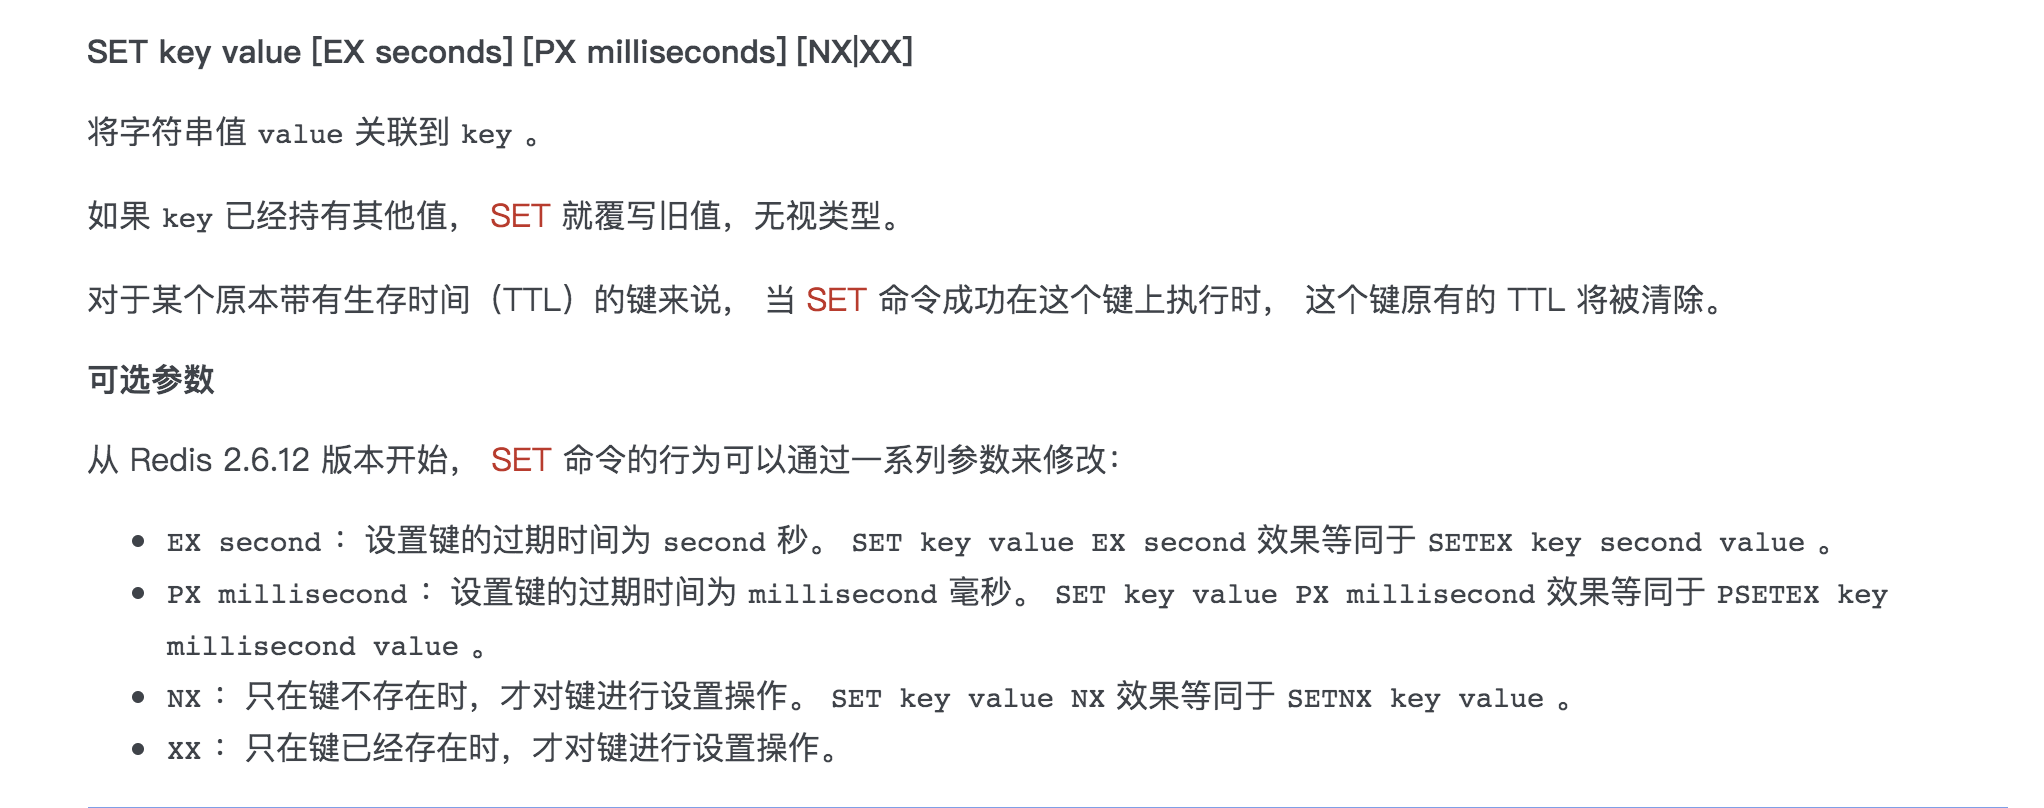 SET key value [EX seconds] [PX milliseconds] [NX|XX]
将字符串值 value 关联到 key 。
如果 key 已经持有其他值， SET 就覆写旧值，无视类型。
对于某个原本带有生存时间（TTL）的键来说， 当 SET 命令成功在这个键上执行时， 这个键原有的 TTL 将被清除。
可选参数
从 Redis 2.6.12 版本开始， SET 命令的行为可以通过一系列参数来修改：
• EX second ： 设置键的过期时间为 second 秒。 SET key value EX second 效果等同于 SETEX key second value 。
• PX millisecond ： 设置键的过期时间为 millisecond 毫秒。 SET key value PX millisecond 效果等同于 PSETEX key
millisecond value 。
• NX ： 只在键不存在时，才对键进行设置操作。 SET key value NX 效果等同于 SETNX key value 。
• XX ： 只在键已经存在时，才对键进行设置操作。